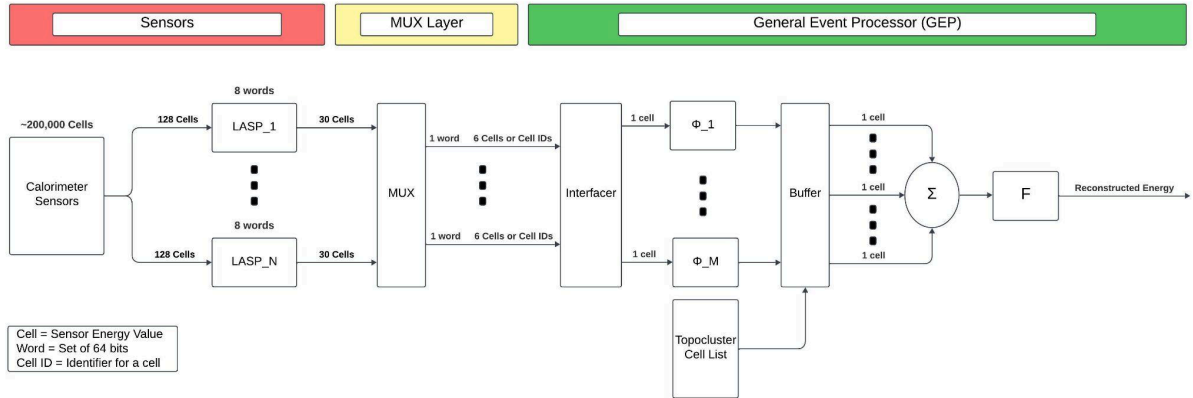 Sensors
MUX Layer
General Event Processor (GEP)
8 words
~200,000 Cells
128 Cells
LASP_1
30 Cells
1 cell
Φ_1
1 cell
1 word
6 Cells or Cell IDs
Calorimeter
Sensors
MUX
Interfacer
Buffer
1 cell
Σ
F
Reconstructed Energy
8 words
1 word
6 Cells or Cell IDs
128 Cells
LASP_N
30 Cells
1 cell
Φ_M
1 cell
Cell = Sensor Energy Value
Word = Set of 64 bits
Cell ID = Identifier for a cell
Topocluster
Cell List